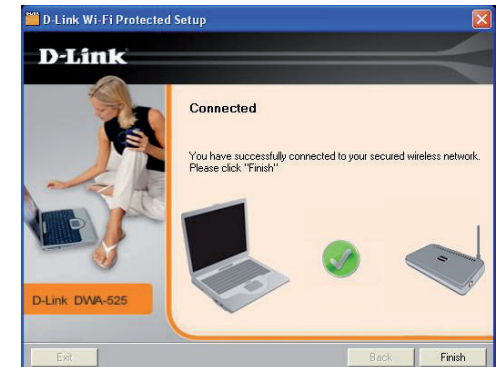 D-Link Wi-Fi Protected Setup
D-Link
Connected
You have successfully connected to your secured wireless network.
Please click "Finish"
D-Link DWA-525
Exit
Back
Finish